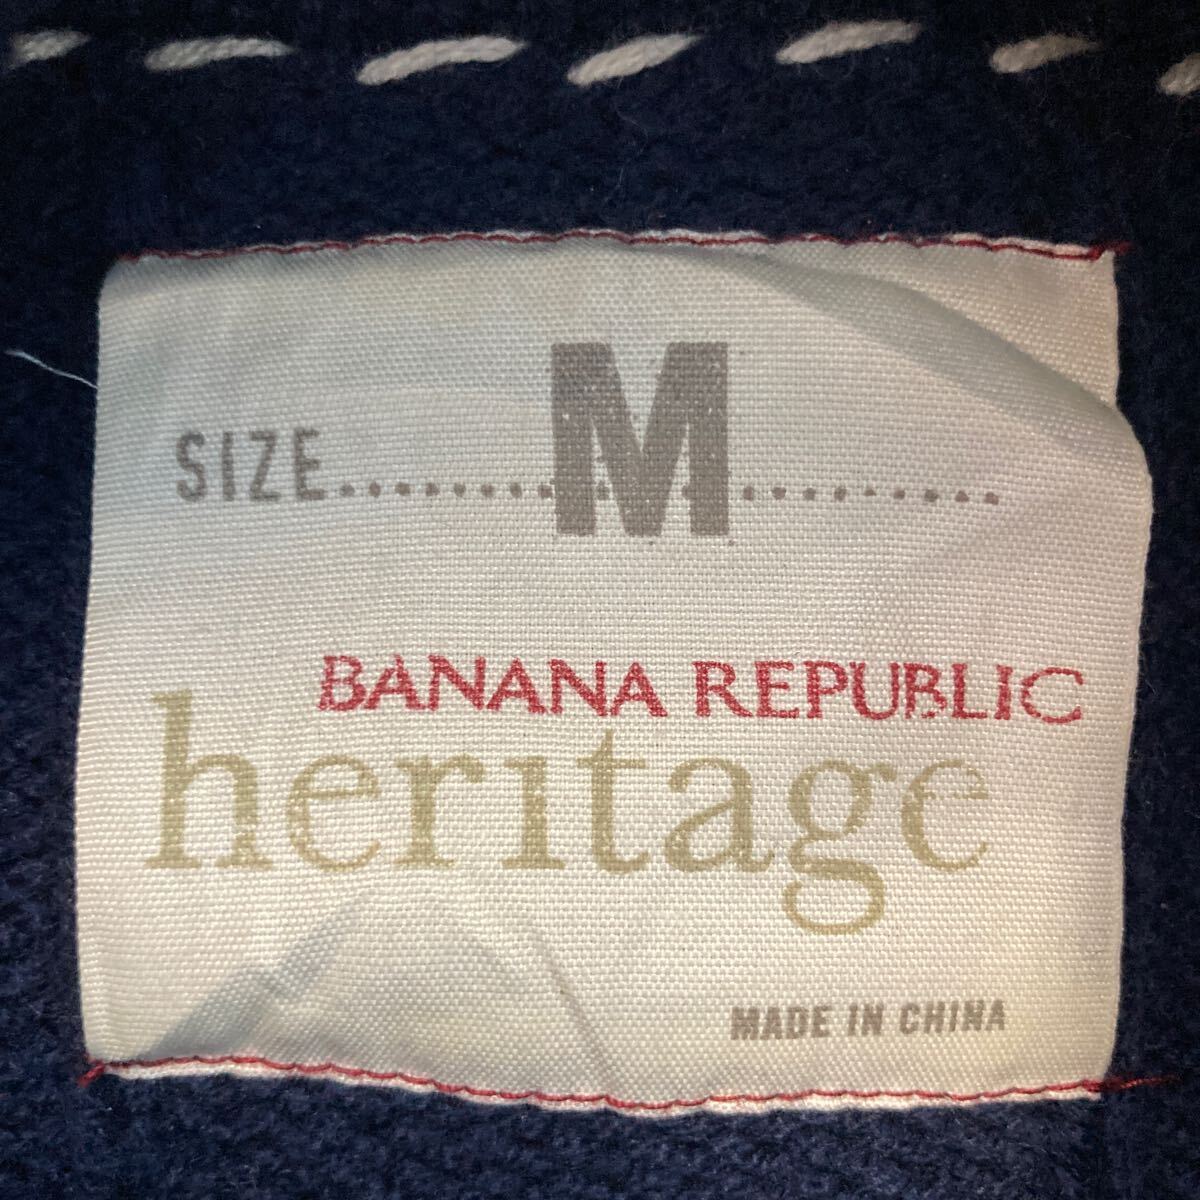 SIZE.......M..........
BANANA REPUBLIC
heritage
MADE IN CHINA